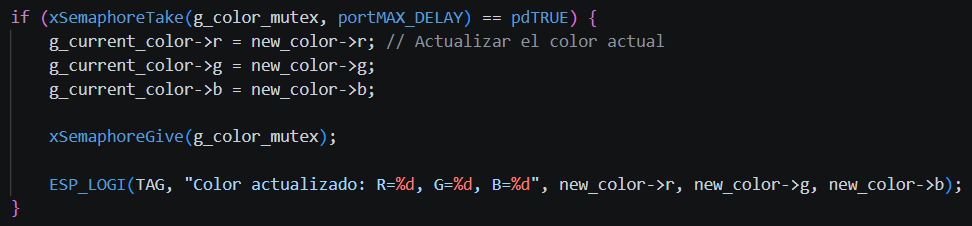 if (xSemaphoreTake(g_color_mutex, portMAX_DELAY) == pdTRUE) {
    g_current_color->r = new_color->r; // Actualizar el color actual
    g_current_color->g = new_color->g;
    g_current_color->b = new_color->b;

    xSemaphoreGive(g_color_mutex);

    ESP_LOGI(TAG, "Color actualizado: R=%d, G=%d, B=%d", new_color->r, new_color->g, new_color->b);
}